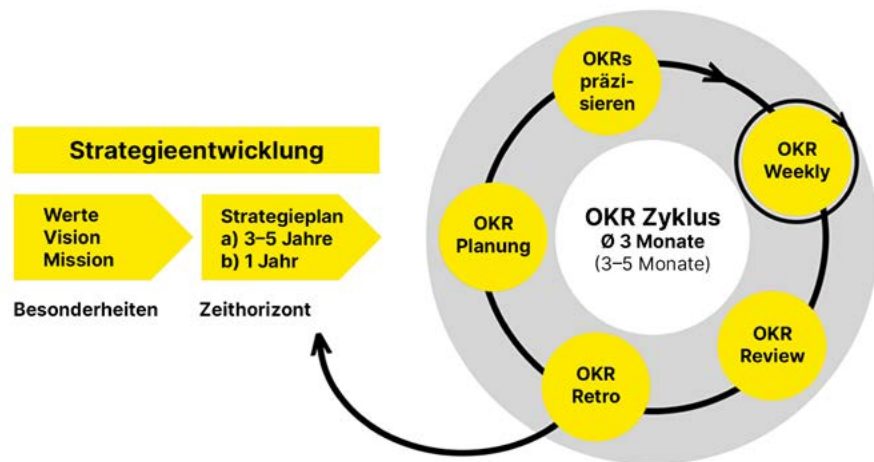 Strategieentwicklung
Werte
Vision
Mission
Strategieplan
a) 3–5 Jahre
b) 1 Jahr
Besonderheiten
Zeithorizont
OKRs
präzi-
sieren
OKR
Weekly
OKR
Review
OKR
Retro
OKR
Planung
OKR Zyklus
Ø 3 Monate
(3–5 Monate)